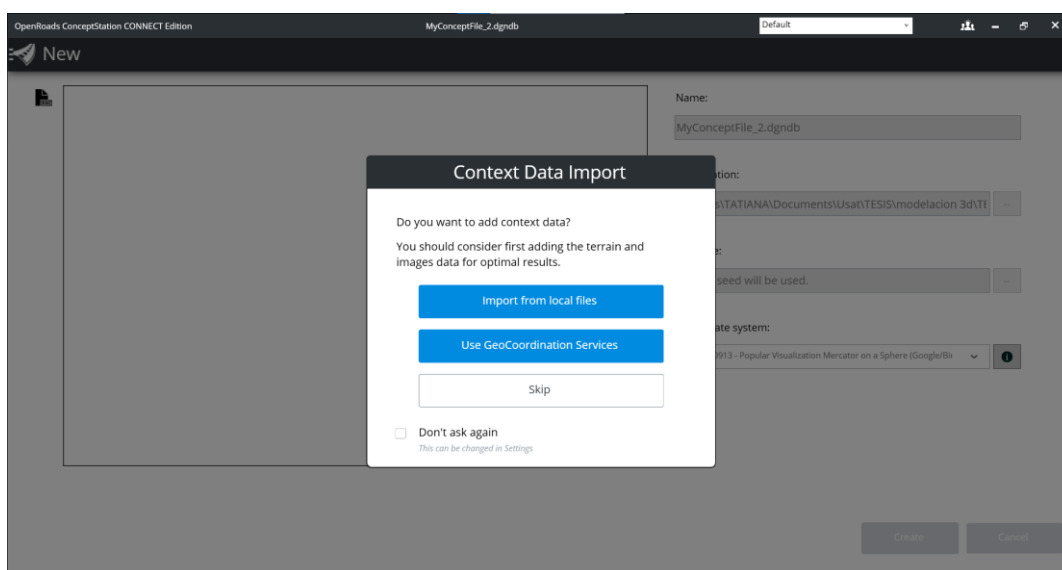 OpenRoads ConceptStation CONNECT Edition
MyConceptFile_2.dgndb
Default
New
Name:
MyConceptFile_2.dgndb
Context Data Import
ation:
s\TATIANA\Documents\Usat\TESIS\modelacion 3d\TI
Do you want to add context data?
You should consider first adding the terrain and
images data for optimal results.
e:
seed will be used.
Import from local files
Use GeoCoordination Services
ate system:
0913 - Popular Visualization Mercator on a Sphere (Google/Bin
Skip
Don't ask again
This can be changed in Settings
Create
Cancel